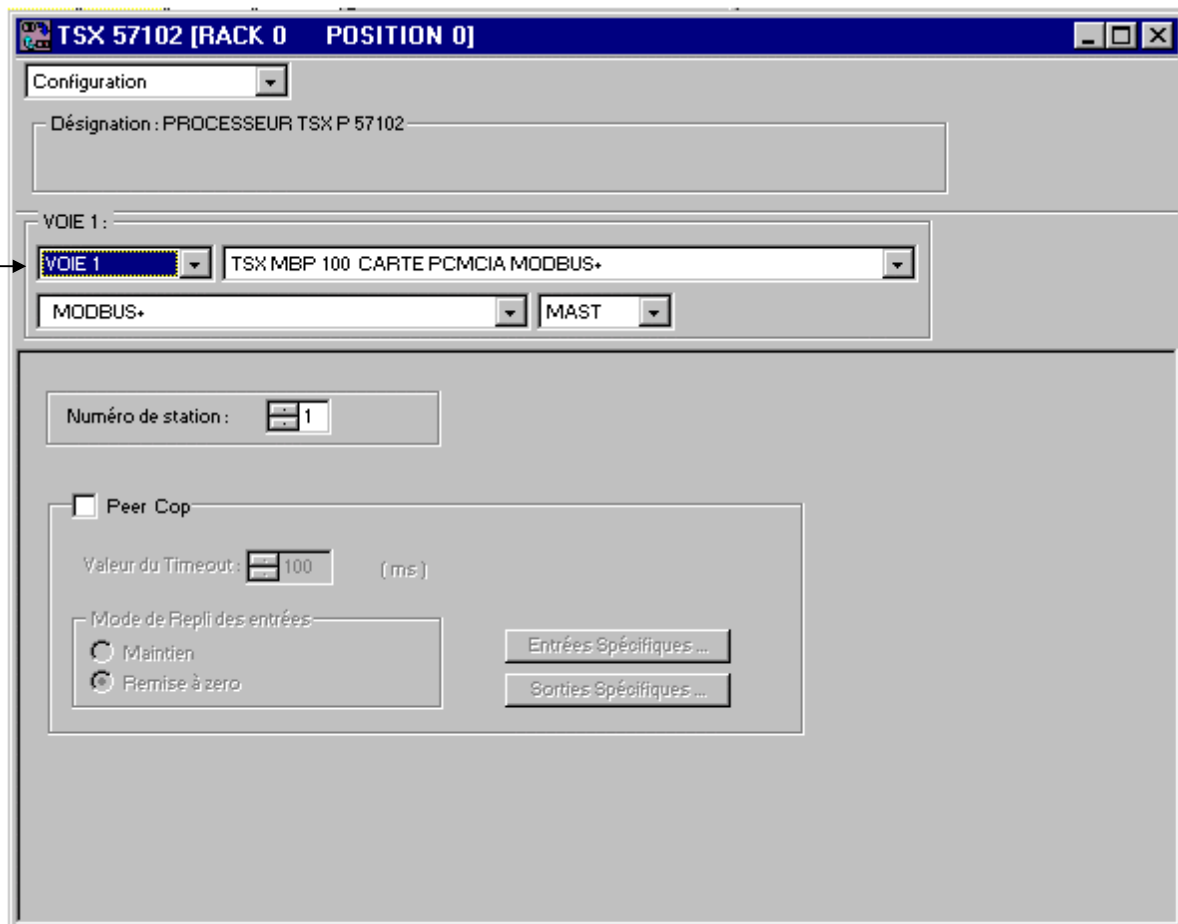 TSX 57102 [RACK 0 POSITION 0]
Configuration
Désignation : PROCESSEUR TSX P 57102
VOIE 1 :
VOIE 1 TSX MBP 100 CARTE PCMCIA MODBUS+
MODBUS+ MAST
Numéro de station : 1
Peer Cop
Valeur du Timeout : 100 ( ms )
Mode de Repli des entrées
Maintien
Entrées Spécifiques ...
Remise à zero
Sorties Spécifiques ...